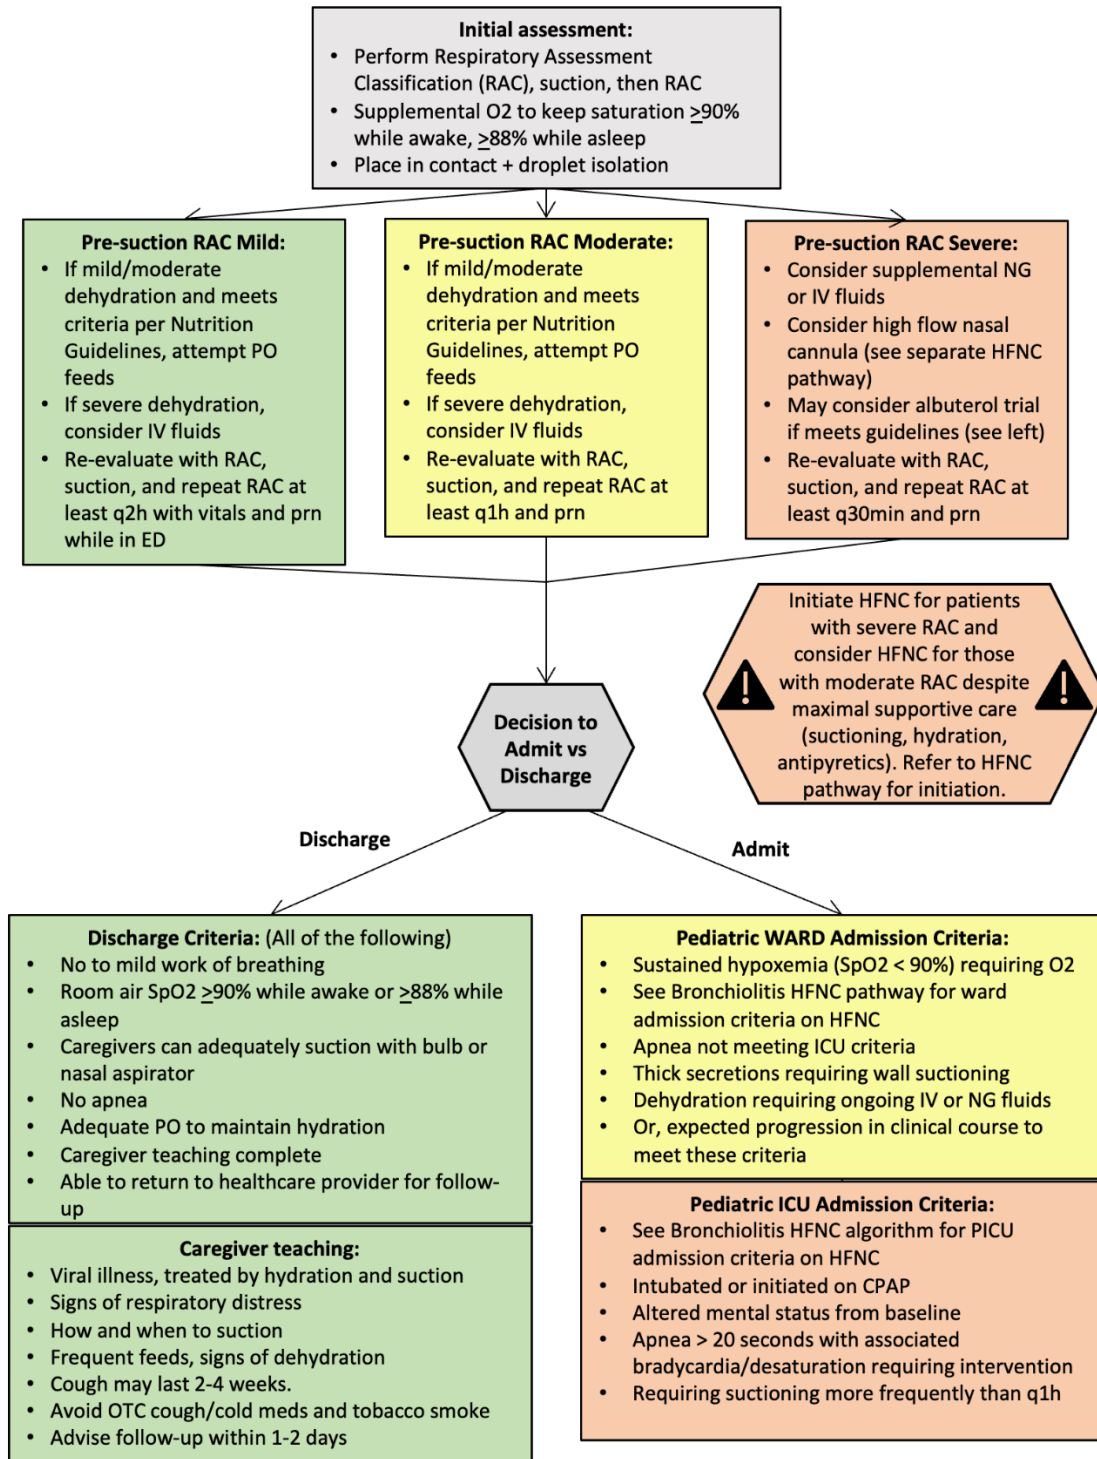 Initial assessment:
• Perform Respiratory Assessment
Classification (RAC), suction, then RAC
• Supplemental O2 to keep saturation ≥90%
while awake, ≥88% while asleep
• Place in contact + droplet isolation
Pre-suction RAC Mild:
• If mild/moderate
dehydration and meets
criteria per Nutrition
Guidelines, attempt PO
feeds
• If severe dehydration,
consider IV fluids
• Re-evaluate with RAC,
suction, and repeat RAC at
least q2h with vitals and prn
while in ED
Pre-suction RAC Moderate:
• If mild/moderate
dehydration and meets
criteria per Nutrition
Guidelines, attempt PO
feeds
• If severe dehydration,
consider IV fluids
• Re-evaluate with RAC,
suction, and repeat RAC at
least q1h and prn
Pre-suction RAC Severe:
• Consider supplemental NG
or IV fluids
• Consider high flow nasal
cannula (see separate HFNC
pathway)
• May consider albuterol trial
if meets guidelines (see left)
• Re-evaluate with RAC,
suction, and repeat RAC at
least q30min and prn
Initiate HFNC for patients
with severe RAC and
consider HFNC for those
with moderate RAC despite
maximal supportive care
(suctioning, hydration,
antipyretics). Refer to HFNC
pathway for initiation.
Decision to
Admit vs
Discharge
Discharge
Admit
Discharge Criteria: (All of the following)
• No to mild work of breathing
• Room air SpO2 ≥90% while awake or ≥88% while
asleep
• Caregivers can adequately suction with bulb or
nasal aspirator
• No apnea
• Adequate PO to maintain hydration
• Caregiver teaching complete
• Able to return to healthcare provider for follow-
up
Caregiver teaching:
• Viral illness, treated by hydration and suction
• Signs of respiratory distress
• How and when to suction
• Frequent feeds, signs of dehydration
• Cough may last 2-4 weeks.
• Avoid OTC cough/cold meds and tobacco smoke
• Advise follow-up within 1-2 days
Pediatric WARD Admission Criteria:
• Sustained hypoxemia (SpO2 < 90%) requiring O2
• See Bronchiolitis HFNC pathway for ward
admission criteria on HFNC
• Apnea not meeting ICU criteria
• Thick secretions requiring wall suctioning
• Dehydration requiring ongoing IV or NG fluids
• Or, expected progression in clinical course to
meet these criteria
Pediatric ICU Admission Criteria:
• See Bronchiolitis HFNC algorithm for PICU
admission criteria on HFNC
• Intubated or initiated on CPAP
• Altered mental status from baseline
• Apnea > 20 seconds with associated
bradycardia/desaturation requiring intervention
• Requiring suctioning more frequently than q1h